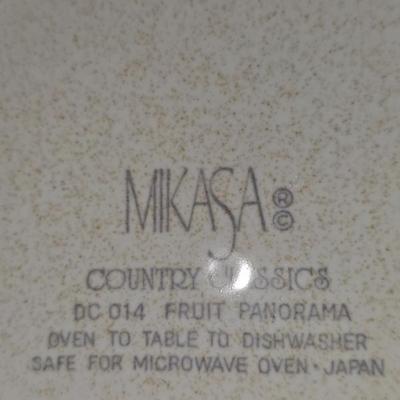 MIKASA ® ©
COUNTRY CLASSICS
DC 014 FRUIT PANORAMA
OVEN TO TABLE TO DISHWASHER
SAFE FOR MICROWAVE OVEN · JAPAN